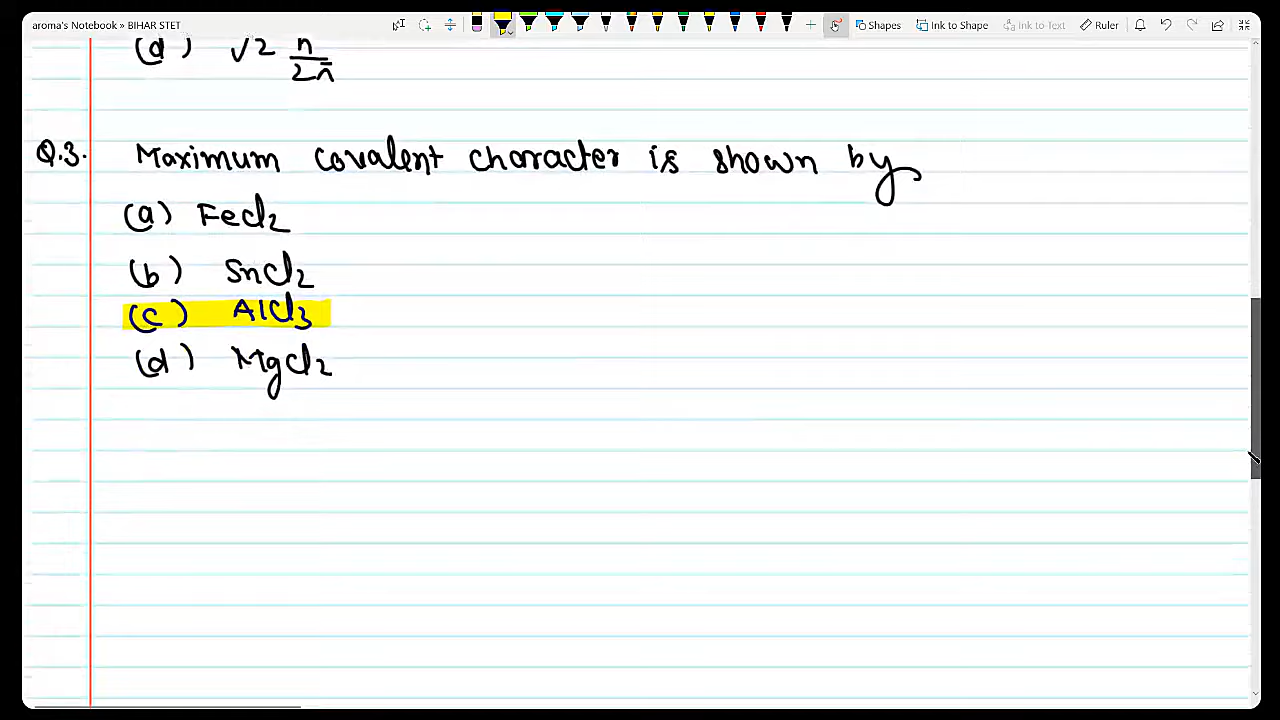 aroma's Notebook » BIHAR STET
Shapes Ink to Shape Ink to Text Ruler
(d) √2 n/2π
Q.3. Maximum covalent character is shown by
(a) FeCl2
(b) SnCl2
(c) AlCl3
(d) MgCl2